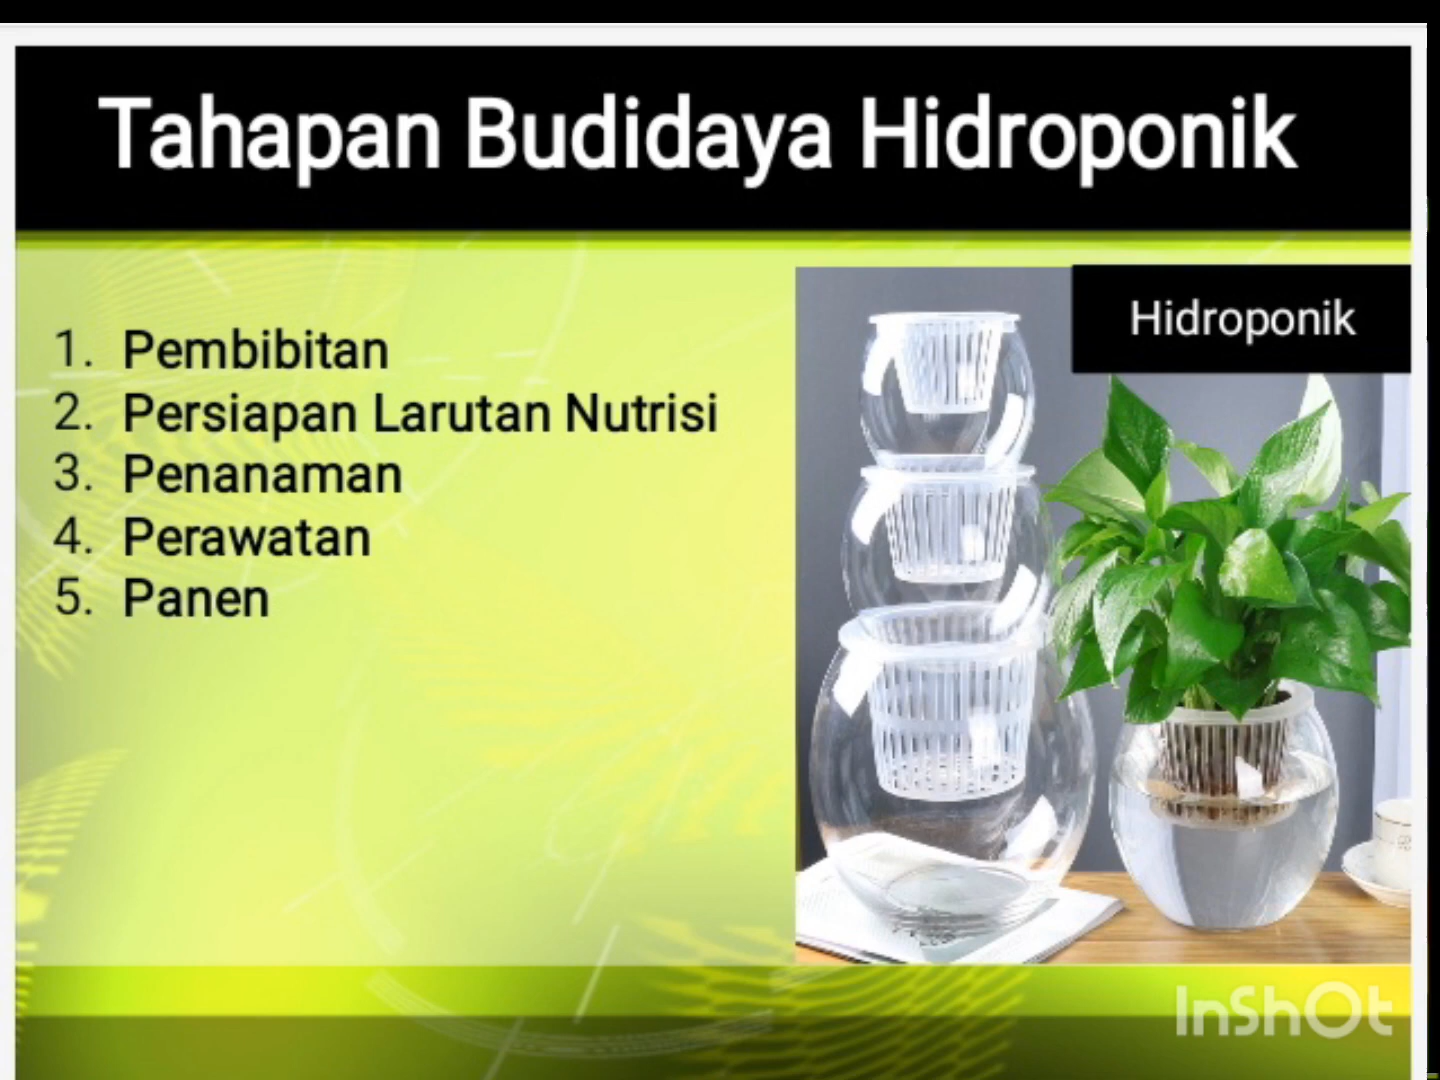 Tahapan Budidaya Hidroponik
1. Pembibitan
2. Persiapan Larutan Nutrisi
3. Penanaman
4. Perawatan
5. Panen
Hidroponik
InShOt